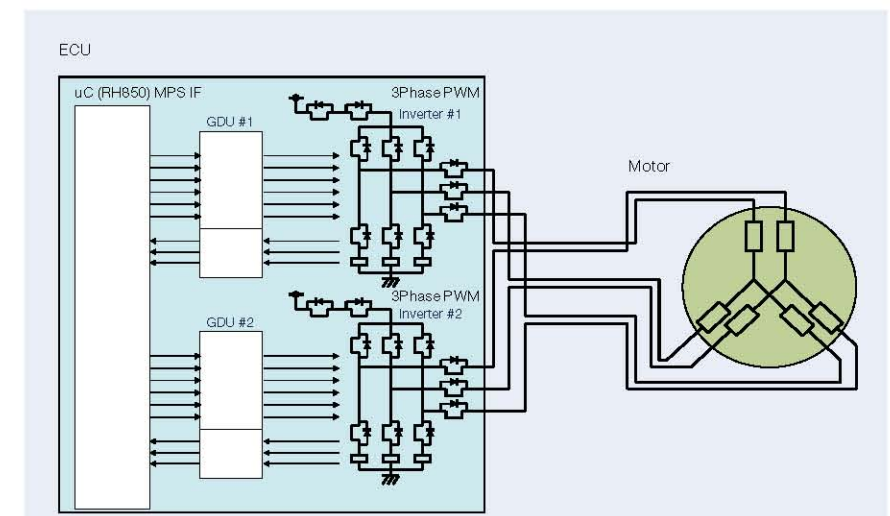 ECU
uC (RH850) MPS IF
3Phase PWM
Inverter #1
GDU #1
Motor
3Phase PWM
Inverter #2
GDU #2